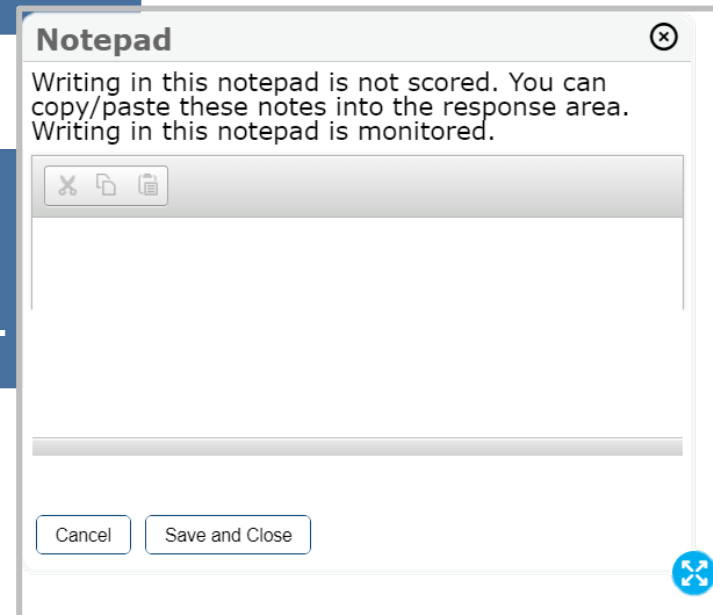 Notepad
Writing in this notepad is not scored. You can
copy/paste these notes into the response area.
Writing in this notepad is monitored.
Cancel
Save and Close